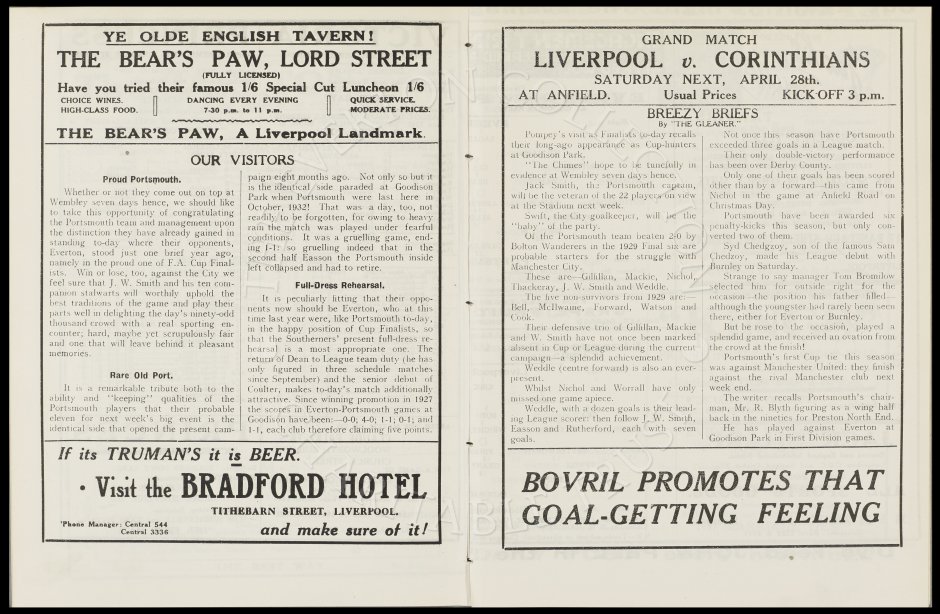 YE OLDE ENGLISH TAVERN!
THE BEAR'S PAW, LORD STREET
(FULLY LICENSED)
Have you tried their famous 1/6 Special Cut Luncheon 1/6
CHOICE WINES.
HIGH-CLASS FOOD.
DANCING EVERY EVENING
7-30 p.m. to 11 p.m.
QUICK SERVICE.
MODERATE PRICES.
THE BEAR'S PAW, A Liverpool Landmark.
OUR VISITORS
Proud Portsmouth.
Whether or not they come out on top at
Wembley seven days hence, we should like
to take this opportunity of congratulating
the Portsmouth team and management upon
the distinction they have already gained in
standing to-day where their opponents,
Everton, stood just one brief year ago,
namely in the proud one of F.A. Cup Final-
ists. Win or lose, too, against the City we
feel sure that J. W. Smith and his ten com-
panion stalwarts will worthily uphold the
best traditions of the game and play their
parts well in delighting the day's ninety-odd
thousand crowd with a real sporting en-
counter; hard, maybe yet scrupulously fair
and one that will leave behind it pleasant
memories.
Rare Old Port.
It is a remarkable tribute both to the
ability and "keeping" qualities of the
Portsmouth players that their probable
eleven for next week's big event is the
identical side that opened the present cam-
paign eight months ago. Not only so but it
is the identical side paraded at Goodison
Park when Portsmouth were last here in
October, 1932! That was a day, too, not
readily to be forgotten, for owing to heavy
rain the match was played under fearful
conditions. It was a gruelling game, end-
ing 1-1: so gruelling indeed that in the
second half Easson the Portsmouth inside
left collapsed and had to retire.
Full-Dress Rehearsal.
It is peculiarly fitting that their oppo-
nents now should be Everton, who at this
time last year were, like Portsmouth to-day,
in the happy position of Cup Finalists, so
that the Southerners' present full-dress re-
hearsal is a most appropriate one. The
return of Dean to League team duty (he has
only figured in three schedule matches
since September) and the senior debut of
Coulter, makes to-day's match additionally
attractive. Since winning promotion in 1927
the scores in Everton-Portsmouth games at
Goodison have been:—0-0; 4-0; 1-1; 0-1; and
1-1, each club therefore claiming five points.
If its TRUMAN'S it is BEER.
· Visit the BRADFORD HOTEL
TITHEBARN STREET, LIVERPOOL.
'Phone Manager: Central 544
Central 3336
and make sure of it!
GRAND MATCH
LIVERPOOL v. CORINTHIANS
SATURDAY NEXT, APRIL 28th.
AT ANFIELD. Usual Prices KICK-OFF 3 p.m.
BREEZY BRIEFS
By "THE GLEANER."
Pompey's visit as Finalists to-day recalls
their long-ago appearance as Cup-hunters
at Goodison Park.
"The Chimes" hope to be tunefully in
evidence at Wembley seven days hence.
Jack Smith, the Portsmouth captain,
will be the veteran of the 22 players on view
at the Stadium next week.
Swift, the City goalkeeper, will be the
"baby" of the party.
Of the Portsmouth team beaten 2-0 by
Bolton Wanderers in the 1929 Final six are
probable starters for the struggle with
Manchester City.
These are—Gilfillan, Mackie, Nichol,
Thackeray, J. W. Smith and Weddle.
The five non-survivors from 1929 are:
Bell, McIlwaine, Forward, Watson and
Cook.
Their defensive trio of Gilfillan, Mackie
and W. Smith have not once been marked
absent in Cup or League during the current
campaign—a splendid achievement.
Weddle (centre forward) is also an ever-
present.
Whilst Nichol and Worrall have only
missed one game apiece.
Weddle, with a dozen goals is their lead-
ing League scorer: then follow J. W. Smith,
Easson and Rutherford, each with seven
goals.
Not once this season have Portsmouth
exceeded three goals in a League match.
Their only double-victory performance
has been over Derby County.
Only one of their goals has been scored
other than by a forward—this came from
Nichol in the game at Anfield Road on
Christmas Day.
Portsmouth have been awarded six
penalty-kicks this season, but only con-
verted two of them.
Syd Chedgzoy, son of the famous Sam
Chedzoy, made his League debut with
Burnley on Saturday.
Strange to say manager Tom Bromilow
selected him for outside right for the
occasion—the position his father filled—
although the youngster had rarely been seen
there, either for Everton or Burnley.
But he rose to the occasion, played a
splendid game, and received an ovation from
the crowd at the finish!
Portsmouth's first Cup tie this season
was against Manchester United: they finish
against the rival Manchester club next
week end.
The writer recalls Portsmouth's chair-
man, Mr. R. Blyth figuring as a wing half
back in the nineties for Preston North End.
He has played against Everton at
Goodison Park in First Division games.
BOVRIL PROMOTES THAT
GOAL-GETTING FEELING